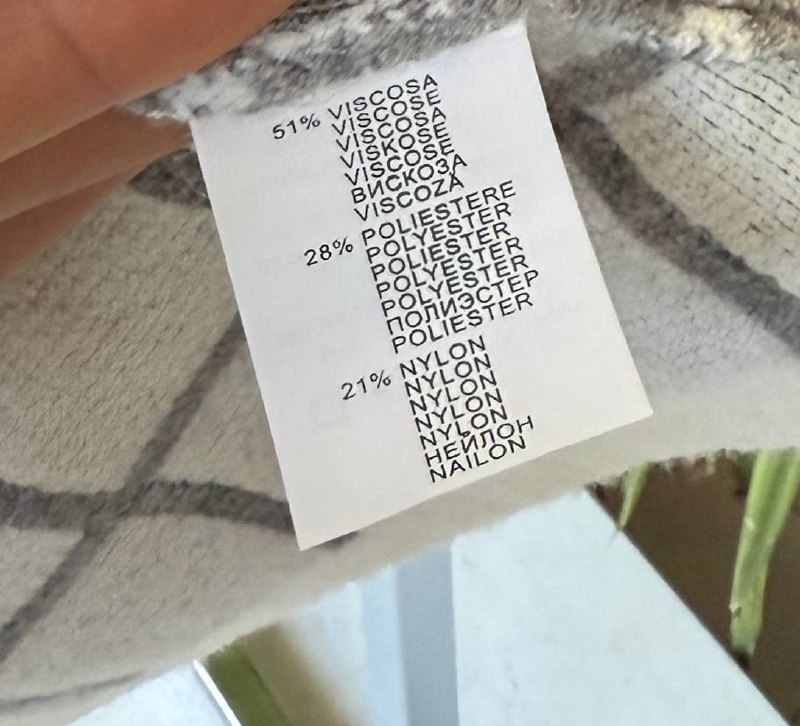 51% VISCOSA
VISCOSE
VISCOSA
VISKOSE
VISCOSE
ВИСКОЗА
VISCOZĂ
28% POLIESTERE
POLYESTER
POLIESTER
POLYESTER
POLYESTER
ПОЛИЭСТЕР
POLIESTER
21% NYLON
NYLON
NYLON
NYLON
NYLON
НЕЙЛОН
NAILON